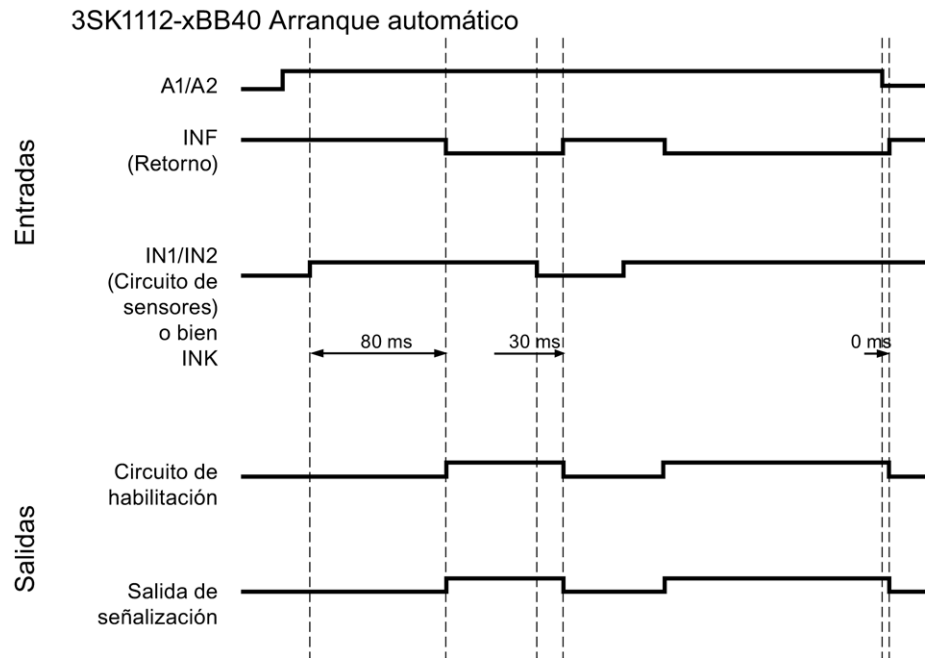 3SK1112-xBB40 Arranque automático
Entradas
A1/A2
INF
(Retorno)
IN1/IN2
(Circuito de
sensores)
o bien
INK
80 ms
30 ms
0 ms
Salidas
Circuito de
habilitación
Salida de
señalización